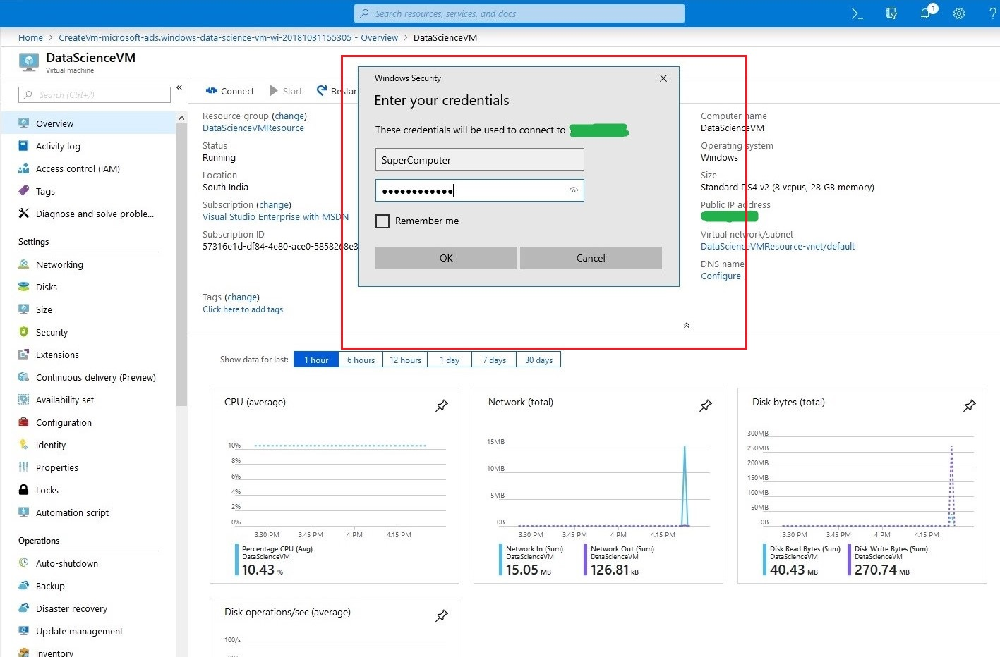 Search resources, services, and docs
1
Home > CreateVm-microsoft-ads.windows-data-science-vm-wi-20181031155305 - Overview > DataScienceVM
DataScienceVM
Virtual machine
Search (Ctrl+/)
Overview
Activity log
Access control (IAM)
Tags
Diagnose and solve proble...
Settings
Networking
Disks
Size
Security
Extensions
Continuous delivery (Preview)
Availability set
Configuration
Identity
Properties
Locks
Automation script
Operations
Auto-shutdown
Backup
Disaster recovery
Update management
Inventory
Connect
Start
Restar
Resource group (change)
DataScienceVMResource
Status
Running
Location
South India
Subscription (change)
Visual Studio Enterprise with MSDN
Subscription ID
57316e1d-df84-4e80-ace0-5858268e3
Tags (change)
Click here to add tags
Windows Security
Enter your credentials
These credentials will be used to connect to
SuperComputer
Remember me
OK
Cancel
Computer name
DataScienceVM
Operating system
Windows
Size
Standard DS4 v2 (8 vcpus, 28 GB memory)
Public IP address
Virtual network/subnet
DataScienceVMResource-vnet/default
DNS name
Configure
Show data for last:
1 hour
6 hours
12 hours
1 day
7 days
30 days
CPU (average)
10%
8%
6%
4%
2%
0%
3:30 PM
3:45 PM
4 PM
4:15 PM
Percentage CPU (Avg)
DataScienceVM
10.43 %
Network (total)
15MB
10MB
5MB
0B
3:30 PM
3:45 PM
4 PM
4:15 PM
Network In (Sum)
DataScienceVM
15.05 MB
Network Out (Sum)
DataScienceVM
126.81 kB
Disk bytes (total)
300MB
250MB
200MB
150MB
100MB
50MB
0B
3:30 PM
3:45 PM
4 PM
4:15 PM
Disk Read Bytes (Sum)
DataScienceVM
40.43 MB
Disk Write Bytes (Sum)
DataScienceVM
270.74 MB
Disk operations/sec (average)
100/s